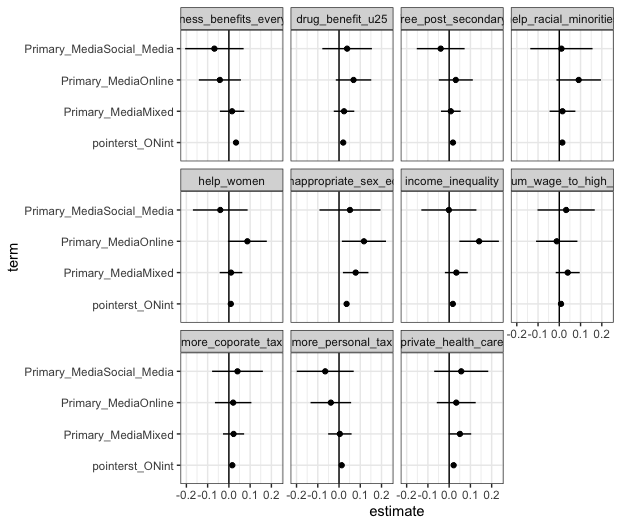 ness_benefits_every
drug_benefit_u25
ree_post_secondary
elp_racial_minoritie
Primary_MediaSocial_Media
Primary_MediaOnline
Primary_MediaMixed
pointerst_ONint
help_women
nappropriate_sex_e
income_inequality
um_wage_to_high_
Primary_MediaSocial_Media
Primary_MediaOnline
Primary_MediaMixed
pointerst_ONint
-0.2 -0.1 0.0 0.1 0.2
more_coporate_tax
more_personal_tax
private_health_care
Primary_MediaSocial_Media
Primary_MediaOnline
Primary_MediaMixed
pointerst_ONint
-0.2 -0.1 0.0 0.1 0.2
-0.2 -0.1 0.0 0.1 0.2
-0.2 -0.1 0.0 0.1 0.2
estimate
term